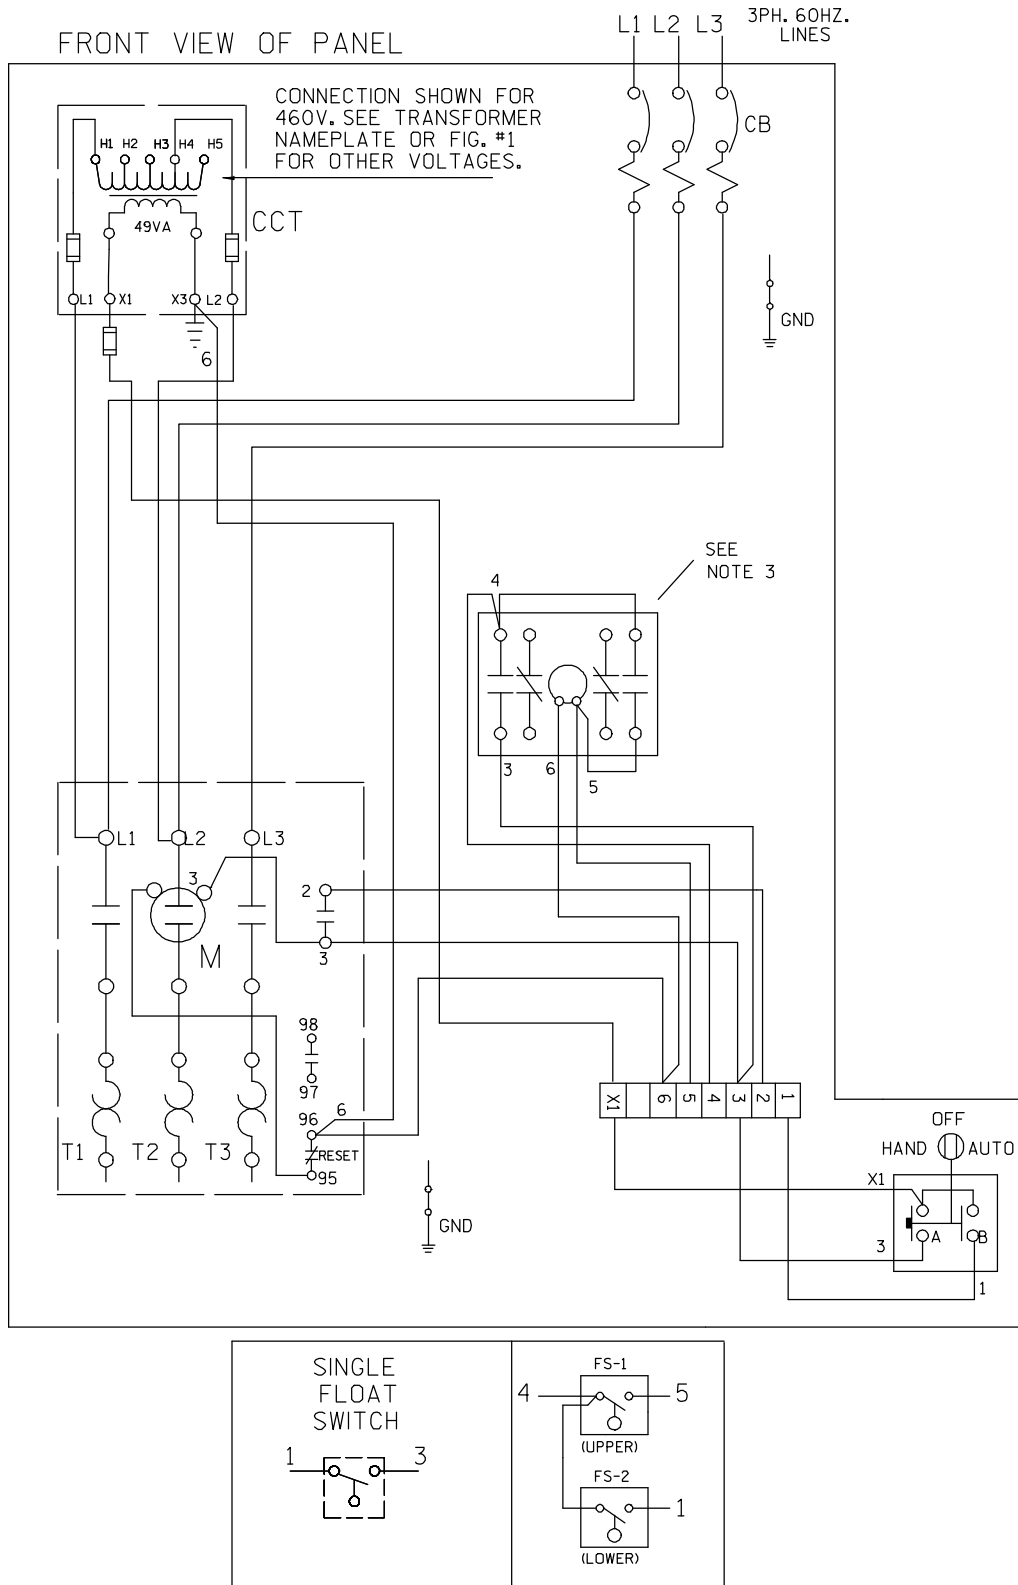 FRONT VIEW OF PANEL
L1 L2 L3
3PH. 60HZ.
LINES
CONNECTION SHOWN FOR
460V. SEE TRANSFORMER
NAMEPLATE OR FIG. #1
FOR OTHER VOLTAGES.
CB
H1 H2 H3 H4 H5
49VA
CCT
L1 X1 X3 L2
6
GND
SEE
NOTE 3
4
3 6 5
L1 L2 L3
3
2
M
3
98
97
96 6
RESET
95
T1 T2 T3
GND
X1 6 5 4 3 2 1
OFF
HAND AUTO
X1
A B
3
1
SINGLE
FLOAT
SWITCH
1 3
FS-1
4 5
(UPPER)
FS-2
1
(LOWER)